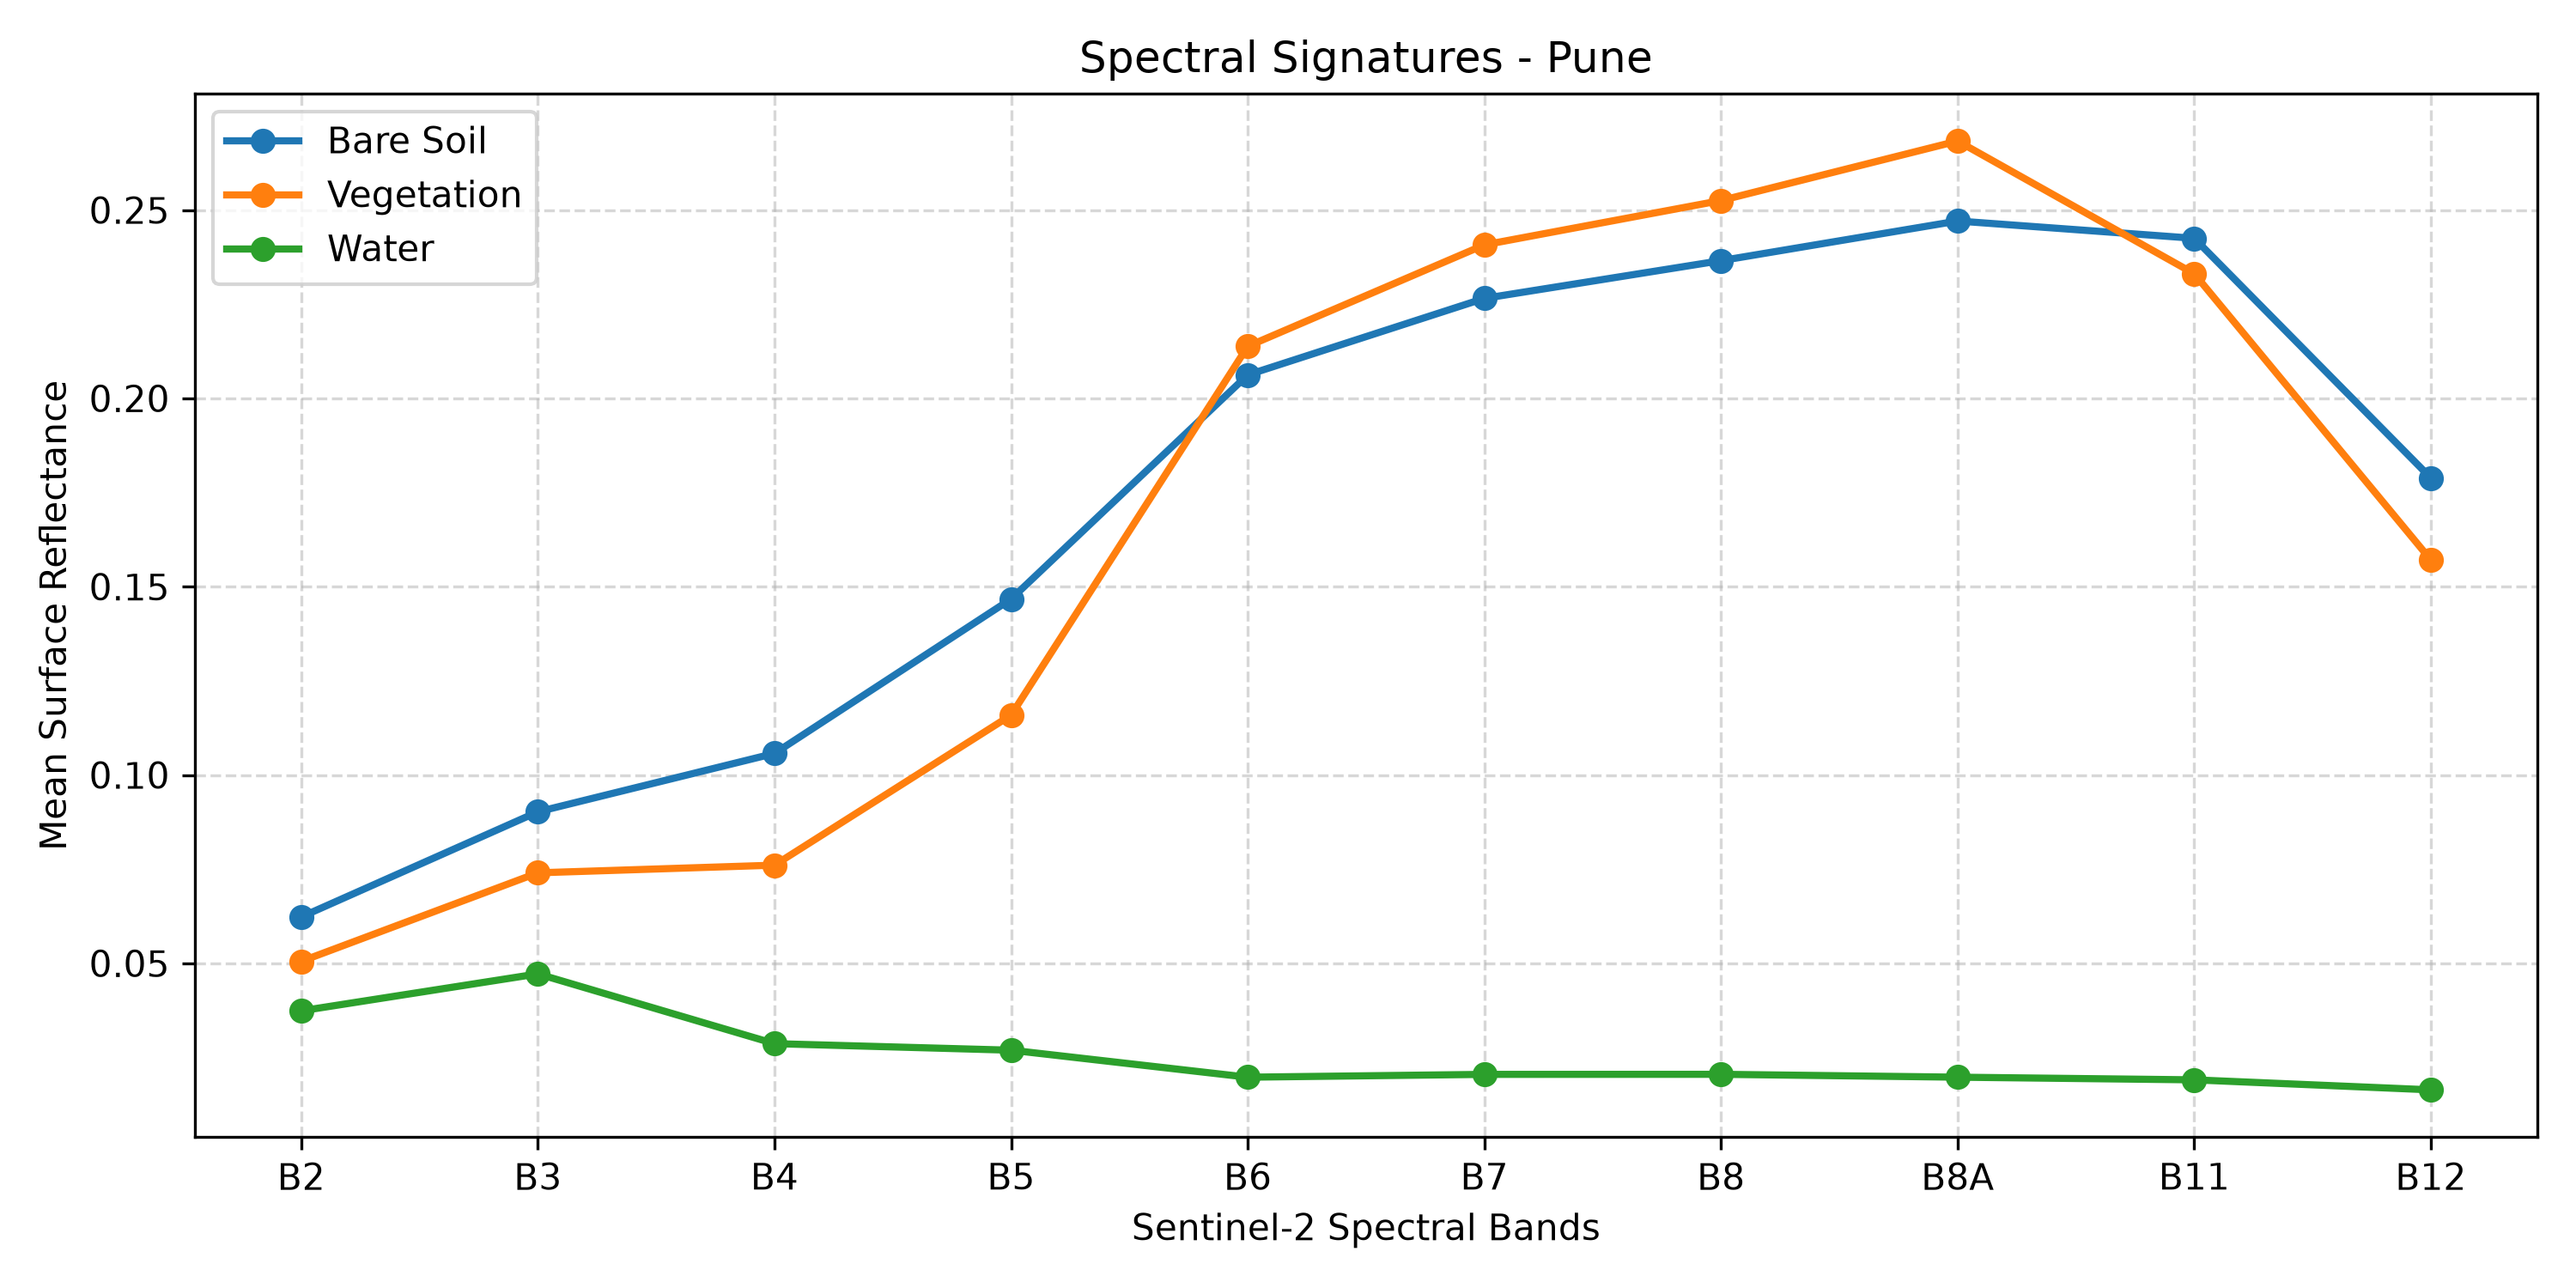 Spectral Signatures - Pune
Bare Soil
Vegetation
Water
Mean Surface Reflectance
0.25
0.20
0.15
0.10
0.05
B2 B3 B4 B5 B6 B7 B8 B8A B11 B12
Sentinel-2 Spectral Bands